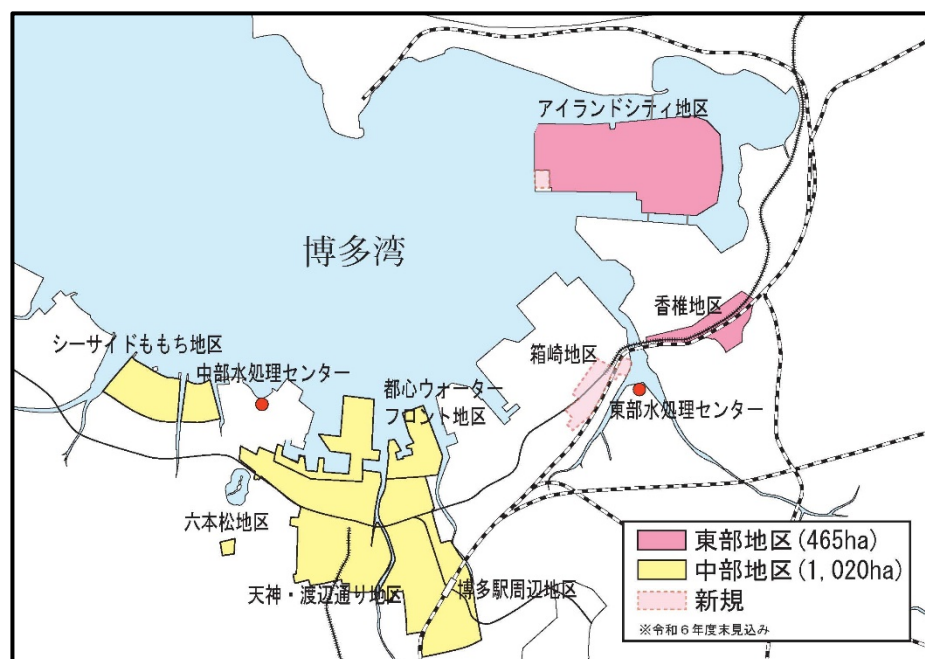 アイランドシティ地区
博多湾
香椎地区
シーサイドももち地区
箱崎地区
中部水処理センター
都心ウォーター
フロント地区
東部水処理センター
六本松地区
天神・渡辺通り地区
博多駅周辺地区
東部地区(465ha)
中部地区(1,020ha)
新規
※令和6年度末見込み